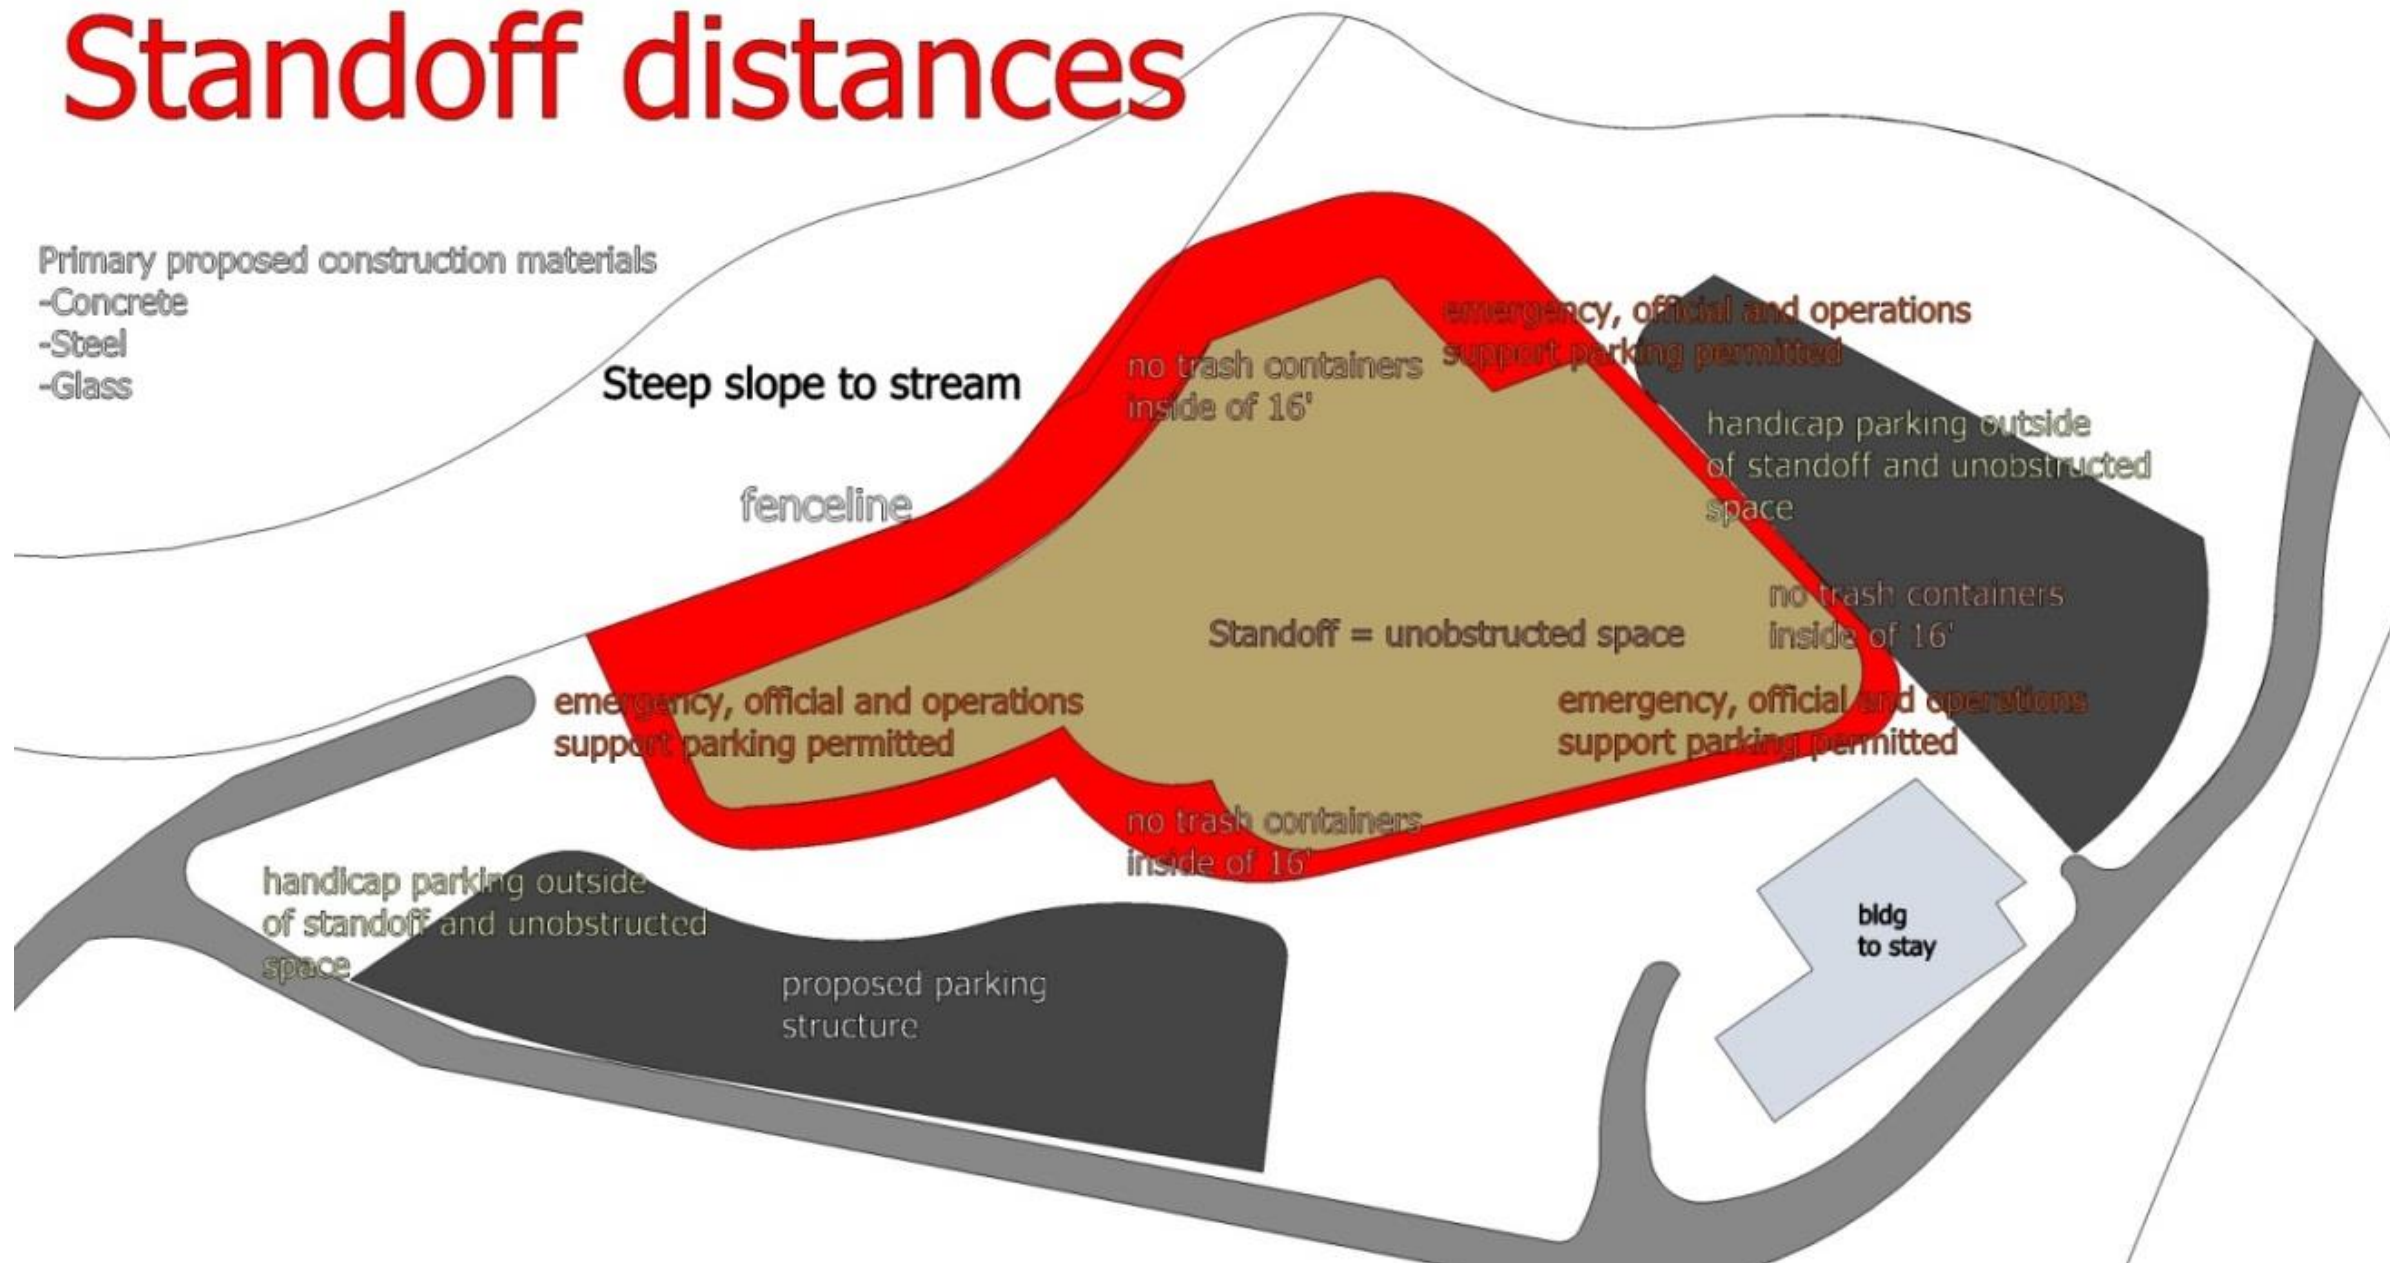 Standoff distances
Primary proposed construction materials
-Concrete
-Steel
-Glass
Steep slope to stream
fenceline
no trash containers
inside of 16'
emergency, official and operations
support parking permitted
handicap parking outside
of standoff and unobstructed
space
no trash containers
inside of 16'
Standoff = unobstructed space
emergency, official and operations
support parking permitted
emergency, official and operations
support parking permitted
no trash containers
inside of 16'
handicap parking outside
of standoff and unobstructed
space
proposed parking
structure
bldg
to stay